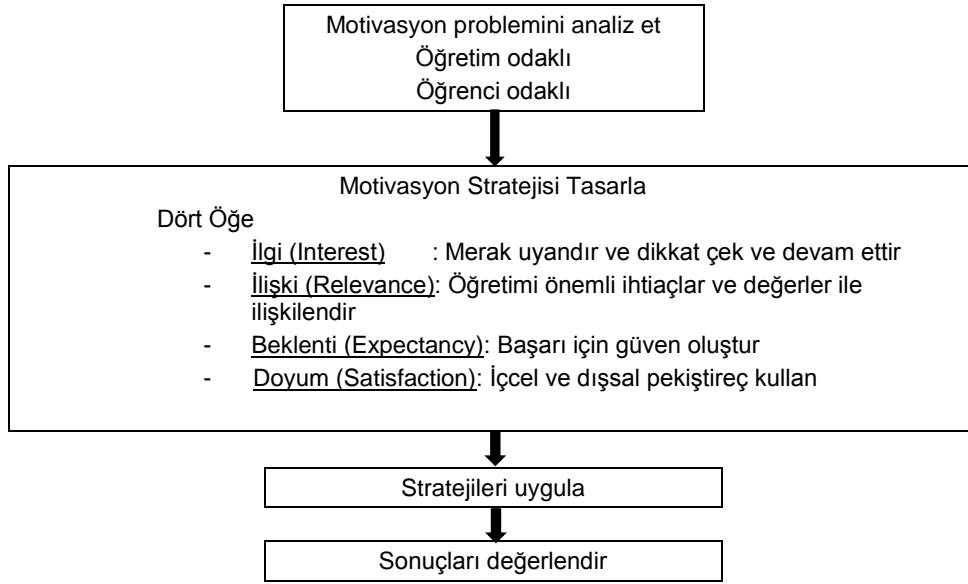 Motivasyon problemini analiz et
Öğretim odaklı
Öğrenci odaklı
Motivasyon Stratejisi Tasarla
Dört Öğe
- İlgi (Interest) : Merak uyandır ve dikkat çek ve devam ettir
- İlişki (Relevance): Öğretimi önemli ihtiyaçlar ve değerler ile
ilişkilendir
- Beklenti (Expectancy): Başarı için güven oluştur
- Doyum (Satisfaction): İçcel ve dışsal pekiştireç kullan
Stratejileri uygula
Sonuçları değerlendir